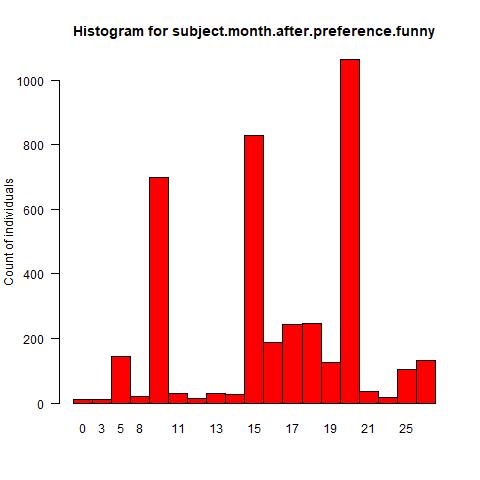 Histogram for subject.month.after.preference.funny
Count of individuals
1000
800
600
400
200
0
0 3 5 8 11 13 15 17 19 21 25